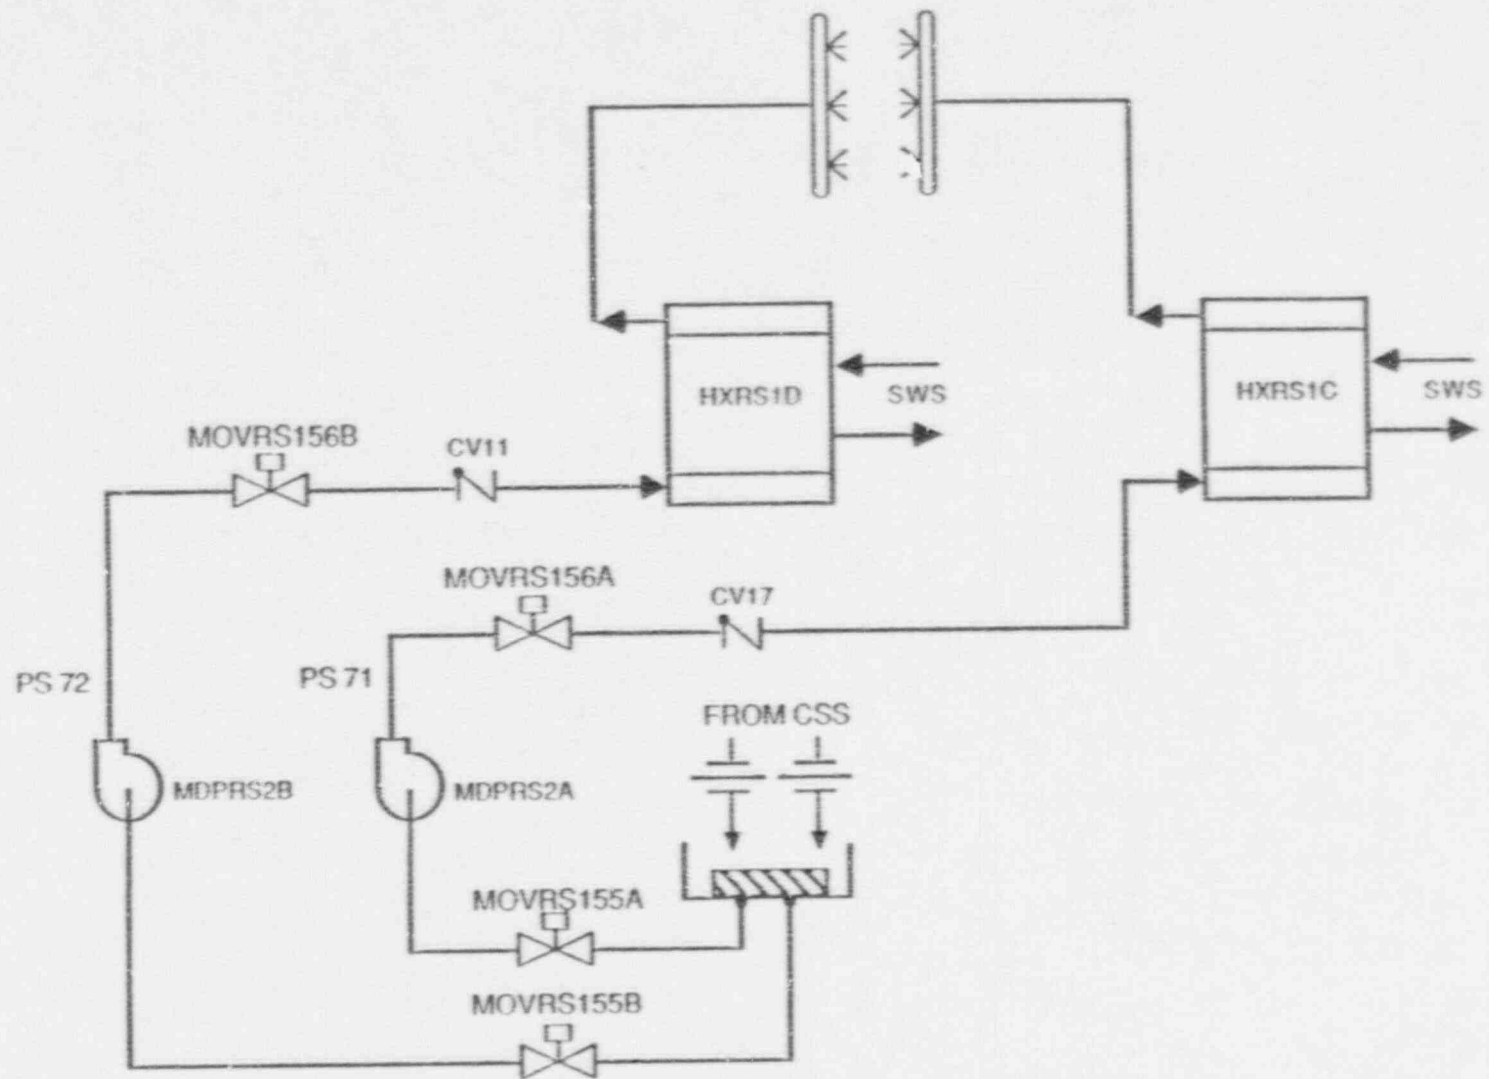 HXRS1D
SWS
HXRS1C
SWS
MOVRS156B
CV11
MOVRS156A
CV17
PS 72
PS 71
FROM CSS
MDPRS2B
MDPRS2A
MOVRS155A
MOVRS155B